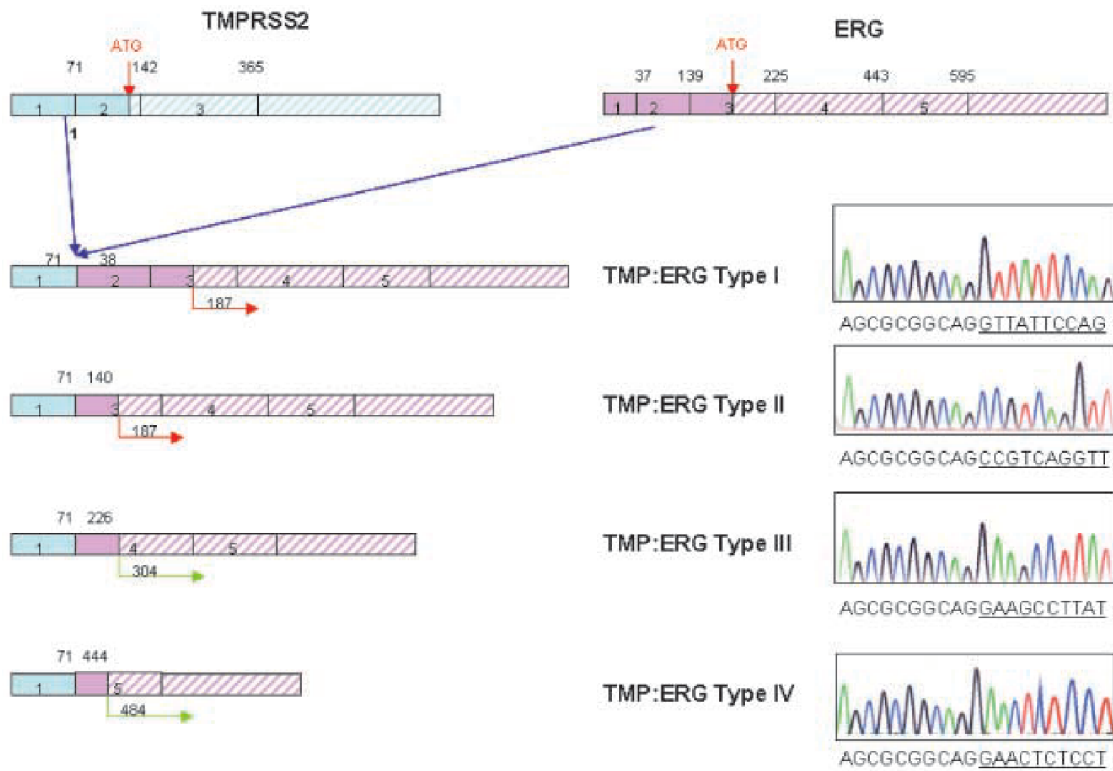 TMPRSS2
ERG
ATG
71 142 365
1 2 3
1
ATG
37 139 225 443 595
1 2 3 4 5
71 38
1 2 3 4 5
187
TMP:ERG Type I
AGCGCGGCAGGTTATTCCAG
71 140
1 3 4 5
187
TMP:ERG Type II
AGCGCGGCAGCCGTCAGGTT
71 226
1 4 5
304
TMP:ERG Type III
AGCGCGGCAGGAAGCCTTAT
71 444
1 5
484
TMP:ERG Type IV
AGCGCGGCAGGAACTCTCCT